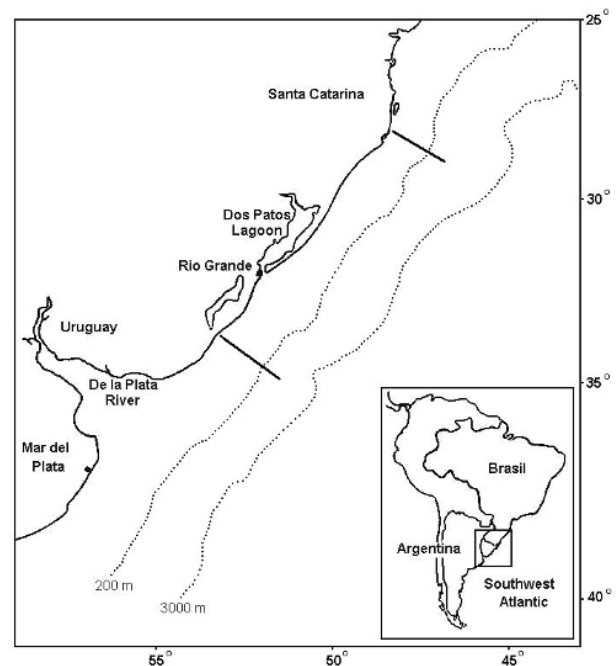 25°
Santa Catarina
30°
Dos Patos
Lagoon
Rio Grande
Uruguay
De la Plata
River
35°
Mar del
Plata
Brasil
Argentina
Southwest
Atlantic
200 m
3000 m
40°
55°
50°
45°